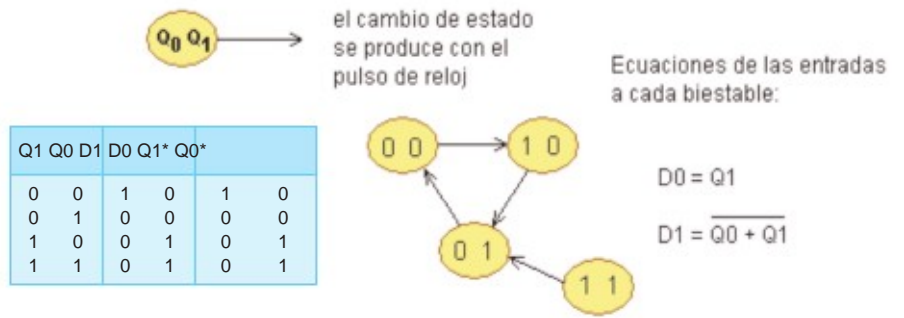 Q0 Q1
el cambio de estado
se produce con el
pulso de reloj
Ecuaciones de las entradas
a cada biestable:
Q1 Q0 D1 D0 Q1* Q0*
0 0 1 0 1 0
0 1 0 0 0 0
1 0 0 1 0 1
1 1 0 1 0 1
0 0
1 0
0 1
1 1
D0 = Q1
D1 = Q0 + Q1